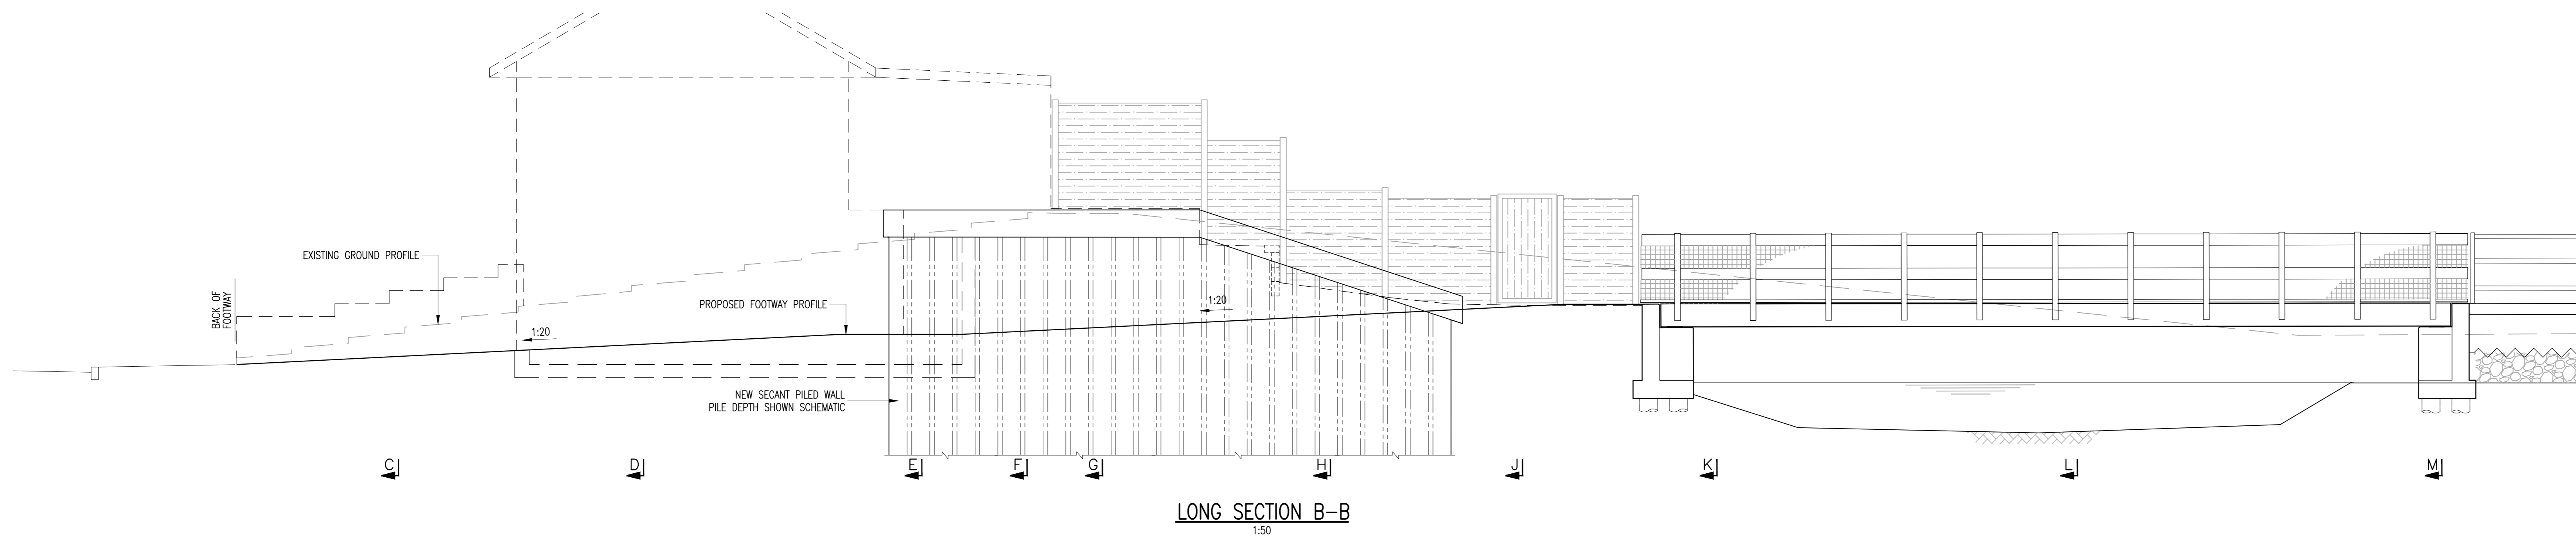 EXISTING GROUND PROFILE
BACK OF
FOOTWAY
1:20
PROPOSED FOOTWAY PROFILE
1:20
NEW SECANT PILED WALL
PILE DEPTH SHOWN SCHEMATIC
C
D
E
F
G
H
J
K
L
M
LONG SECTION B-B
1:50